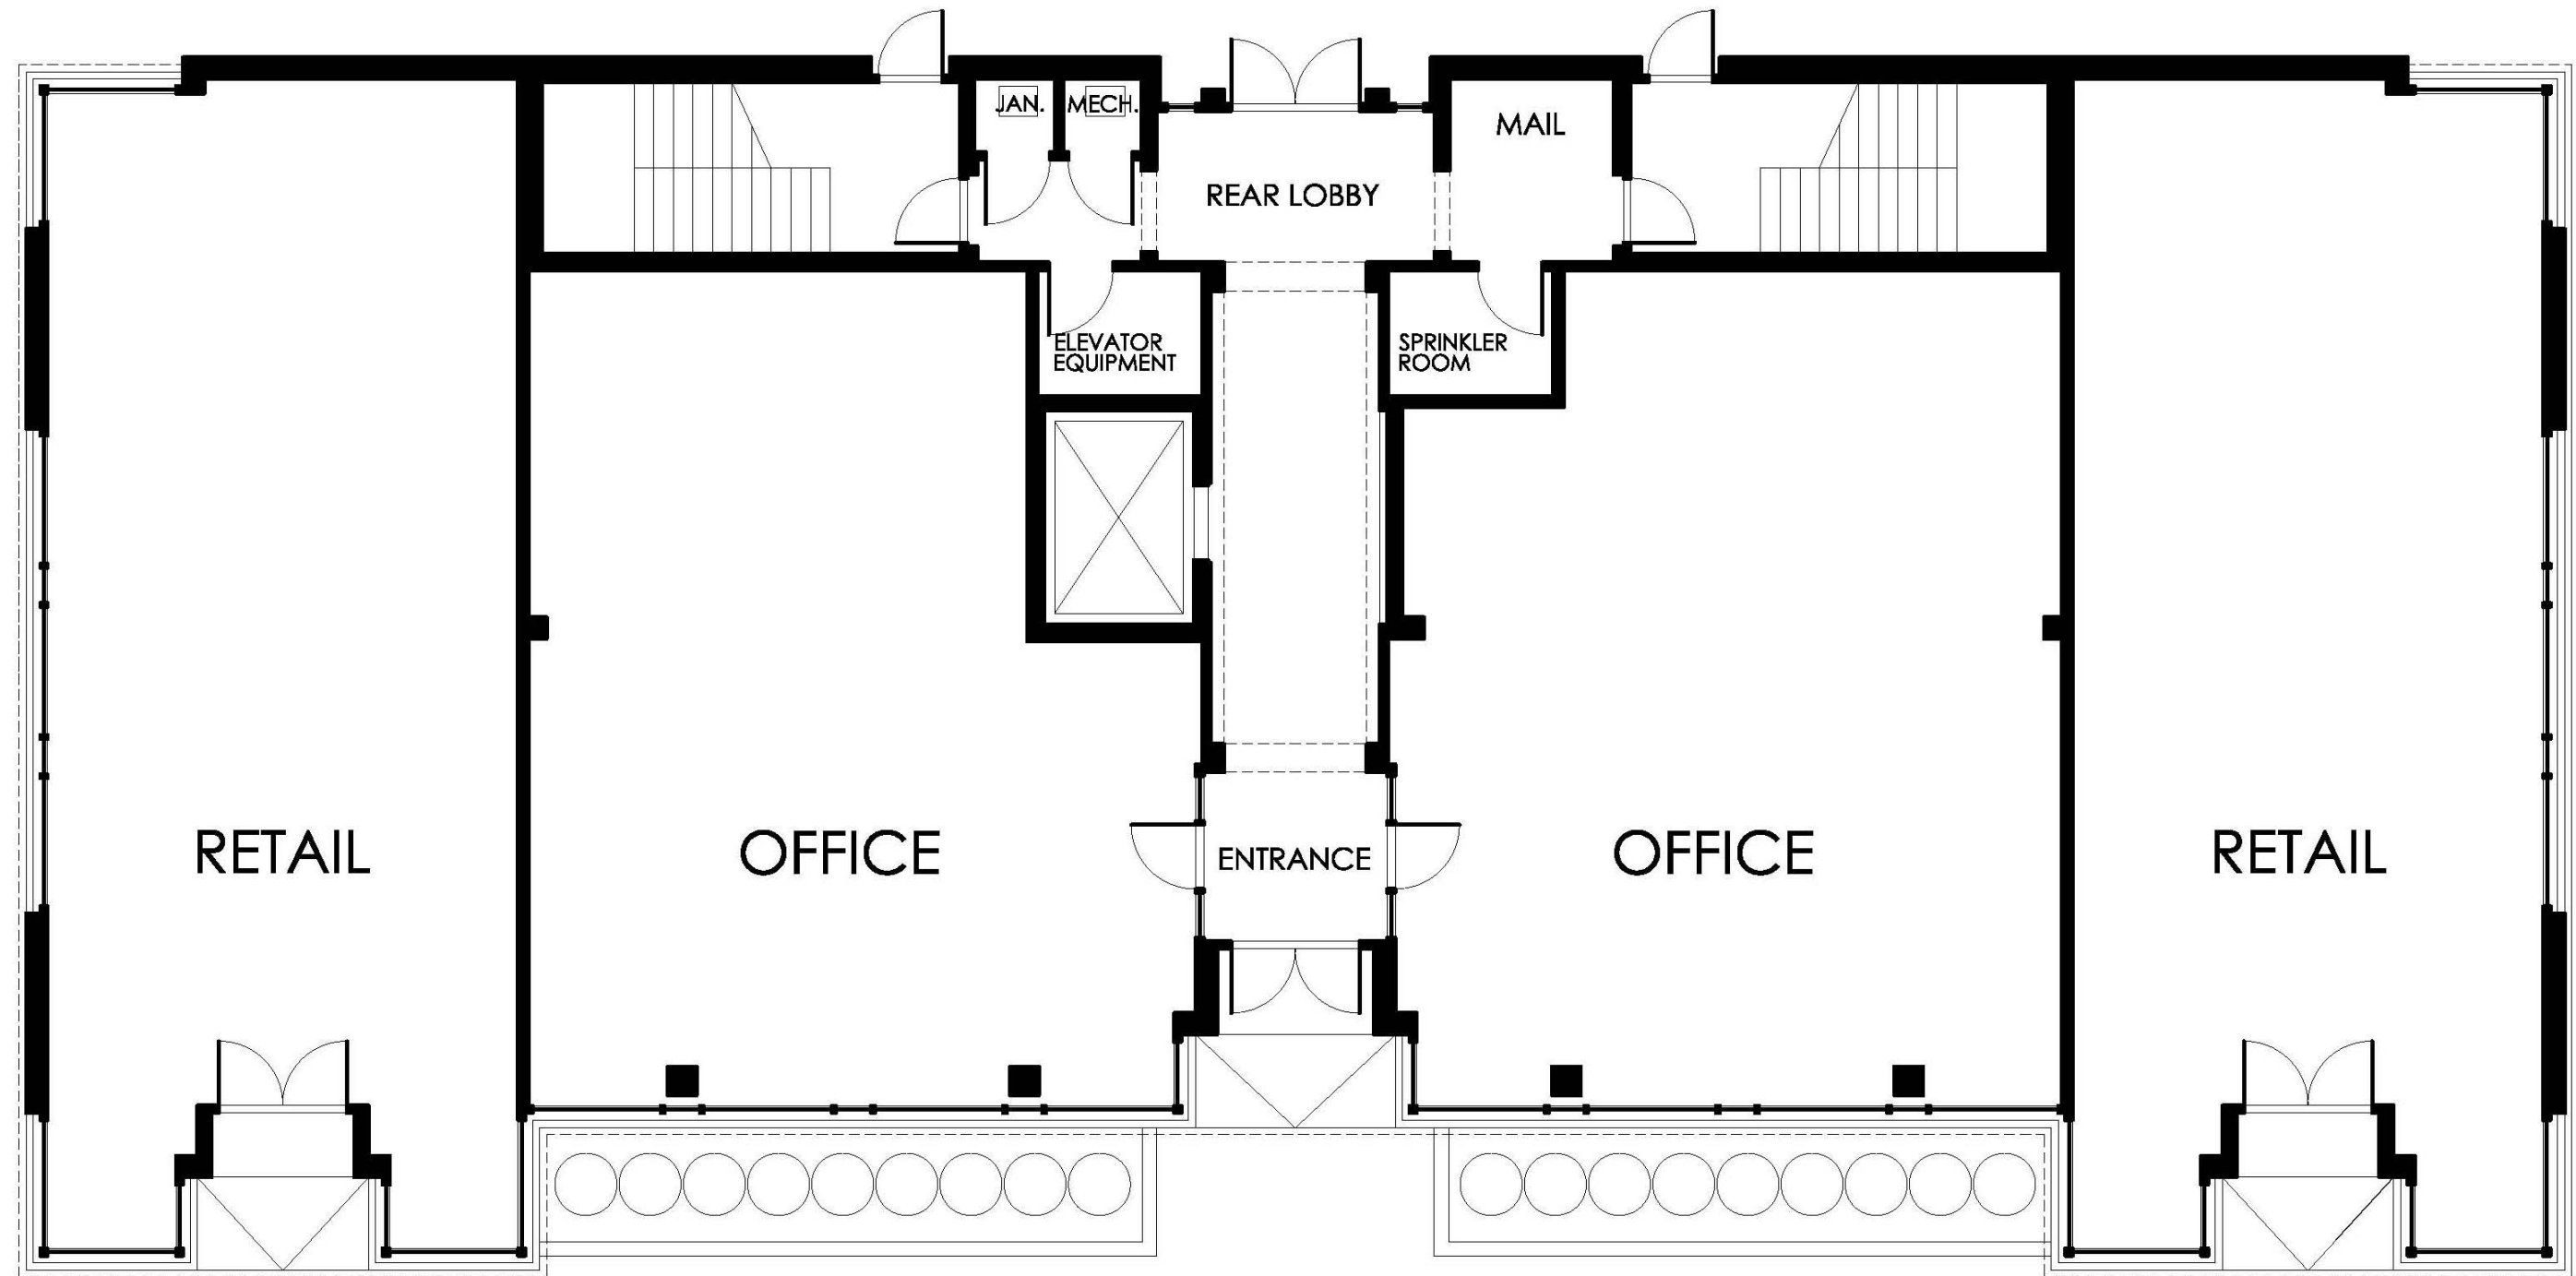 JAN.
MECH.
MAIL
REAR LOBBY
ELEVATOR
EQUIPMENT
SPRINKLER
ROOM
RETAIL
OFFICE
ENTRANCE
OFFICE
RETAIL